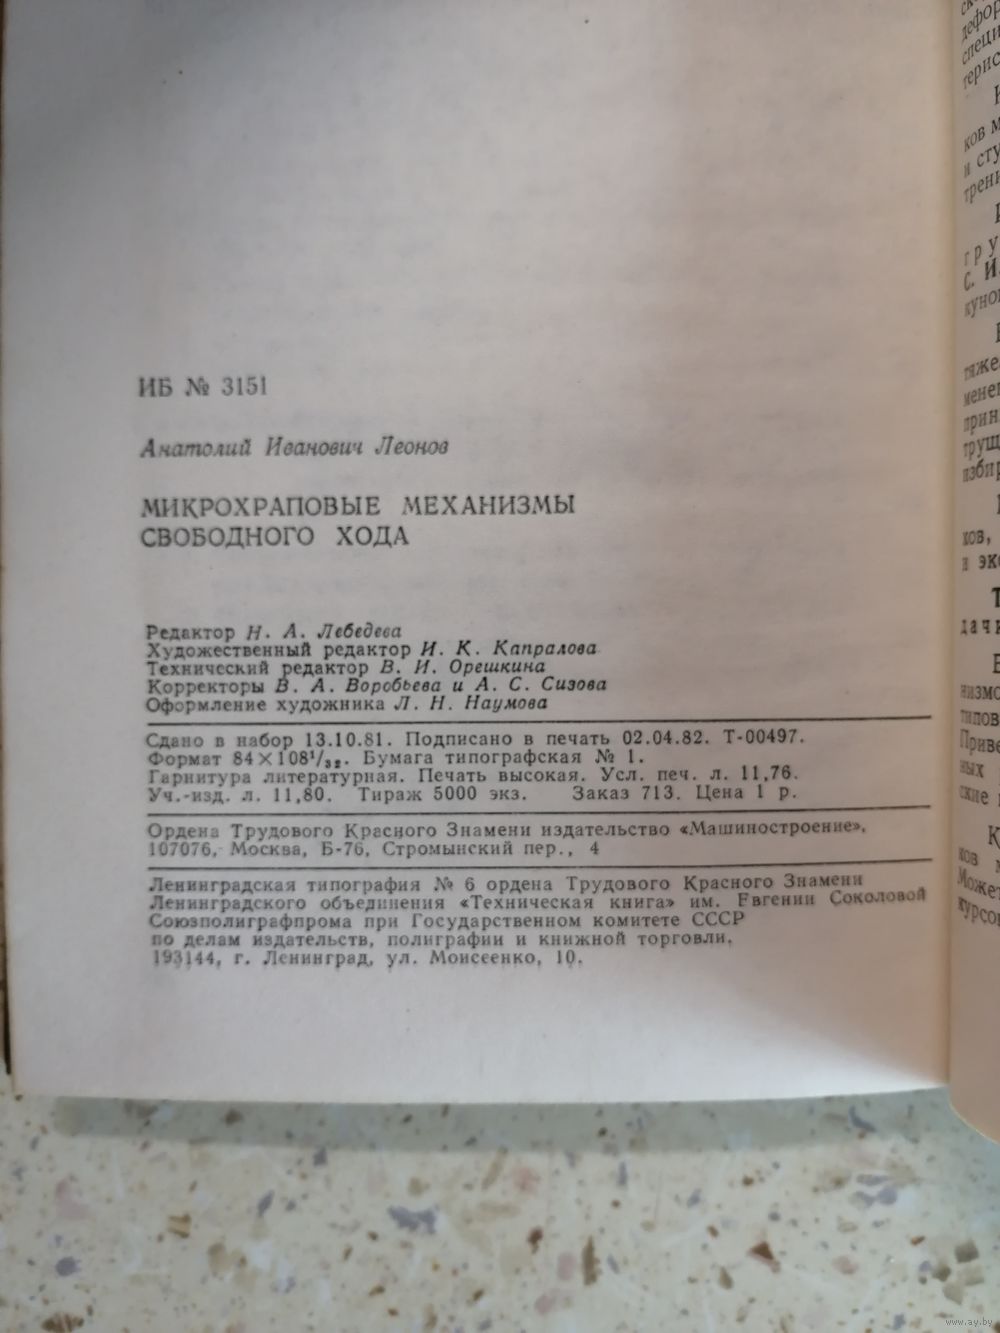 ИБ № 3151
Анатолий Иванович Леонов
МИКРОХРАПОВЫЕ МЕХАНИЗМЫ
СВОБОДНОГО ХОДА
Редактор Н. А. Лебедева
Художественный редактор И. К. Капралова
Технический редактор В. И. Орешкина
Корректоры В. А. Воробьева и А. С. Сизова
Оформление художника Л. Н. Наумова
Сдано в набор 13.10.81. Подписано в печать 02.04.82. Т-00497.
Формат 84×108¹/₃₂. Бумага типографская № 1.
Гарнитура литературная. Печать высокая. Усл. печ. л. 11,76.
Уч.-изд. л. 11,80. Тираж 5000 экз. Заказ 713. Цена 1 р.
Ордена Трудового Красного Знамени издательство «Машиностроение»,
107076, Москва, Б-76, Стромынский пер., 4
Ленинградская типография № 6 ордена Трудового Красного Знамени
Ленинградского объединения «Техническая книга» им. Евгении Соколовой
Союзполиграфпрома при Государственном комитете СССР
по делам издательств, полиграфии и книжной торговли.
193144, г. Ленинград, ул. Моисеенко, 10.
www.ay.by